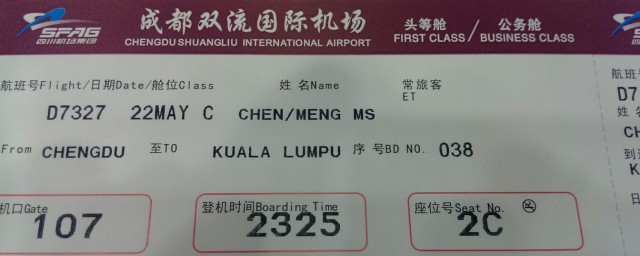 SPAG 成都双流国际机场 头等舱 / 公务舱
四川机场集团 CHENGDU SHUANGLIU INTERNATIONAL AIRPORT FIRST CLASS / BUSINESS CLASS
航班号Flight/日期Date/舱位Class 姓 名Name 常旅客 航班号
ET
D7327 22MAY C CHEN/MENG MS D7
姓 名
CH
From CHENGDU 至TO KUALA LUMPU 序 号BD NO. 038
到达
KU
机口Gate 登机时间Boarding Time 座位号Seat No.
107 2325 2C
日